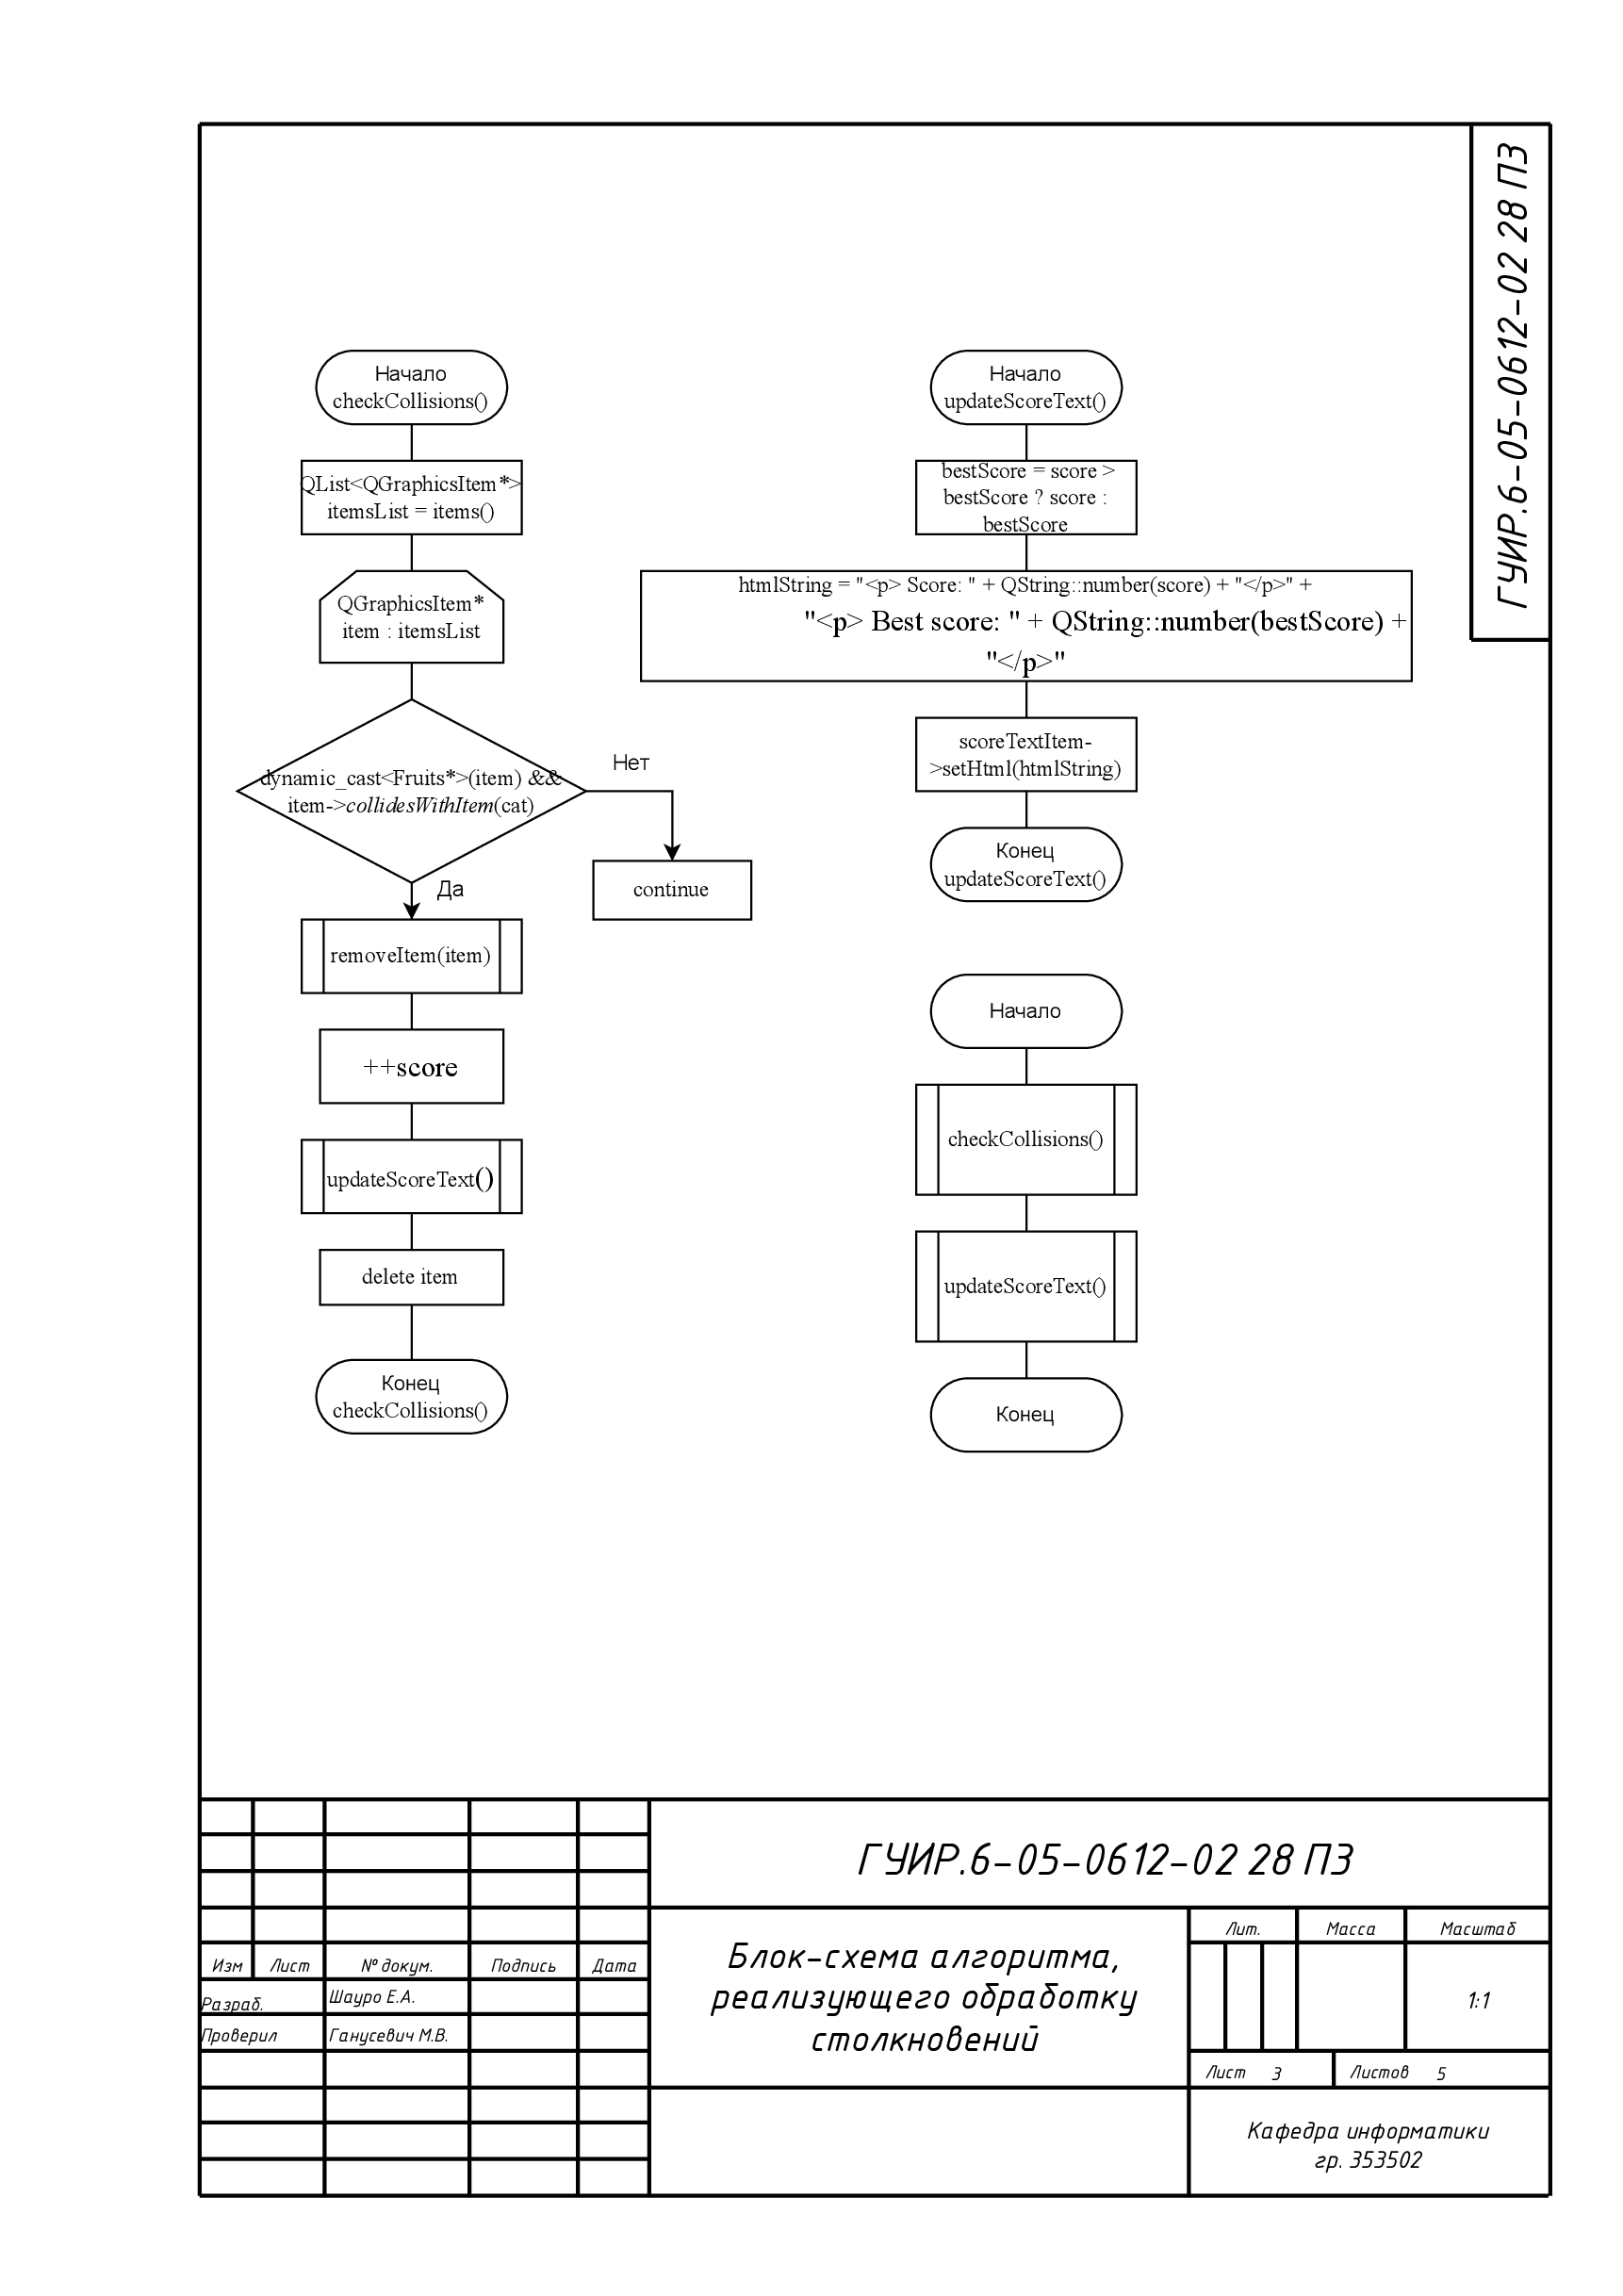 ГУИР.6-05-0612-02 28 ПЗ
Начало
checkCollisions()
QList<QGraphicsItem*>
itemsList = items()
QGraphicsItem*
item : itemsList
dynamic_cast<Fruits*>(item) &&
item->collidesWithItem(cat)
Нет
continue
Да
removeItem(item)
++score
updateScoreText()
delete item
Конец
checkCollisions()
Начало
updateScoreText()
bestScore = score >
bestScore ? score :
bestScore
htmlString = "<p> Score: " + QString::number(score) + "</p>" +
"<p> Best score: " + QString::number(bestScore) +
"</p>"
scoreTextItem-
>setHtml(htmlString)
Конец
updateScoreText()
Начало
checkCollisions()
updateScoreText()
Конец
ГУИР.6-05-0612-02 28 ПЗ
Изм Лист № докум. Подпись Дата
Разраб. Шауро Е.А.
Проверил Ганусевич М.В.
Блок-схема алгоритма,
реализующего обработку
столкновений
Лит. Масса Масштаб
1:1
Лист 3 Листов 5
Кафедра информатики
гр. 353502